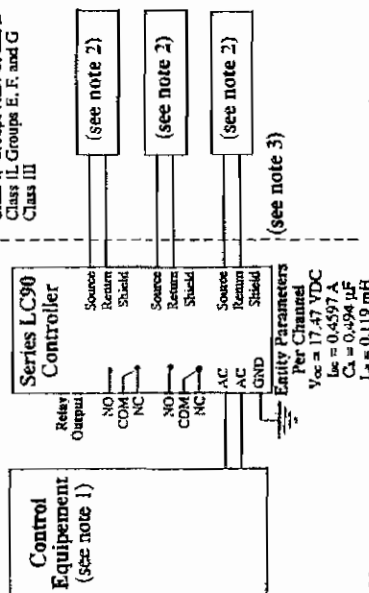 Class II, Groups E, F, and G
Class III
Control
Equipement
(see note 1)
Series LC90
Controller
Relay
Output
NO
COM
NC
NO
COM
NC
AC
AC
GND
Source
Return
Shield
Source
Return
Shield
Source
Return
Shield
(see note 2)
(see note 2)
(see note 2)
(see note 3)
Entity Parameters
Per Channel
Voc = 17.47 VDC
Isc = 0.4597 A
Ca = 0.494 µF
La = 0.119 mH